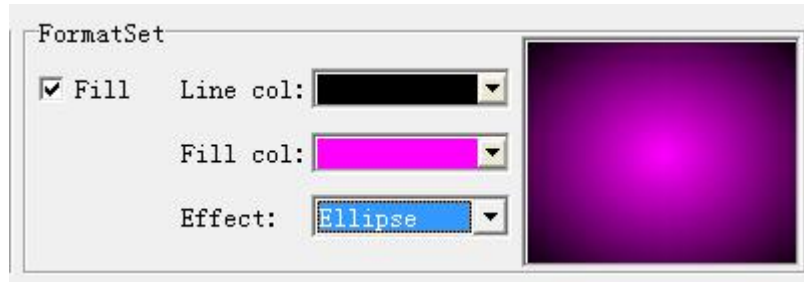 FormatSet
Fill Line col:
Fill col:
Effect: Ellipse